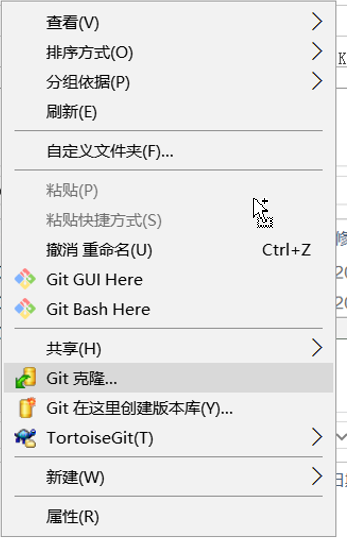 查看(V)
排序方式(O)
分组依据(P)
刷新(E)
自定义文件夹(F)...
粘贴(P)
粘贴快捷方式(S)
撤消 重命名(U) Ctrl+Z
Git GUI Here
Git Bash Here
共享(H)
Git 克隆...
Git 在这里创建版本库(Y)...
TortoiseGit(T)
新建(W)
属性(R)
K
修
20
20